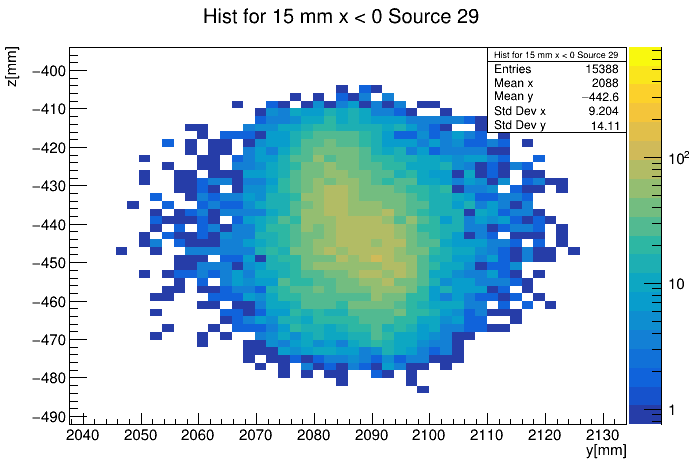 Hist for 15 mm x < 0 Source 29
z[mm]
Hist for 15 mm x < 0 Source 29
Entries 15388
Mean x 2088
Mean y −442.6
Std Dev x 9.204
Std Dev y 14.11
−400
−410
−420
−430
−440
−450
−460
−470
−480
−490
10²
10
1
2040 2050 2060 2070 2080 2090 2100 2110 2120 2130
y[mm]